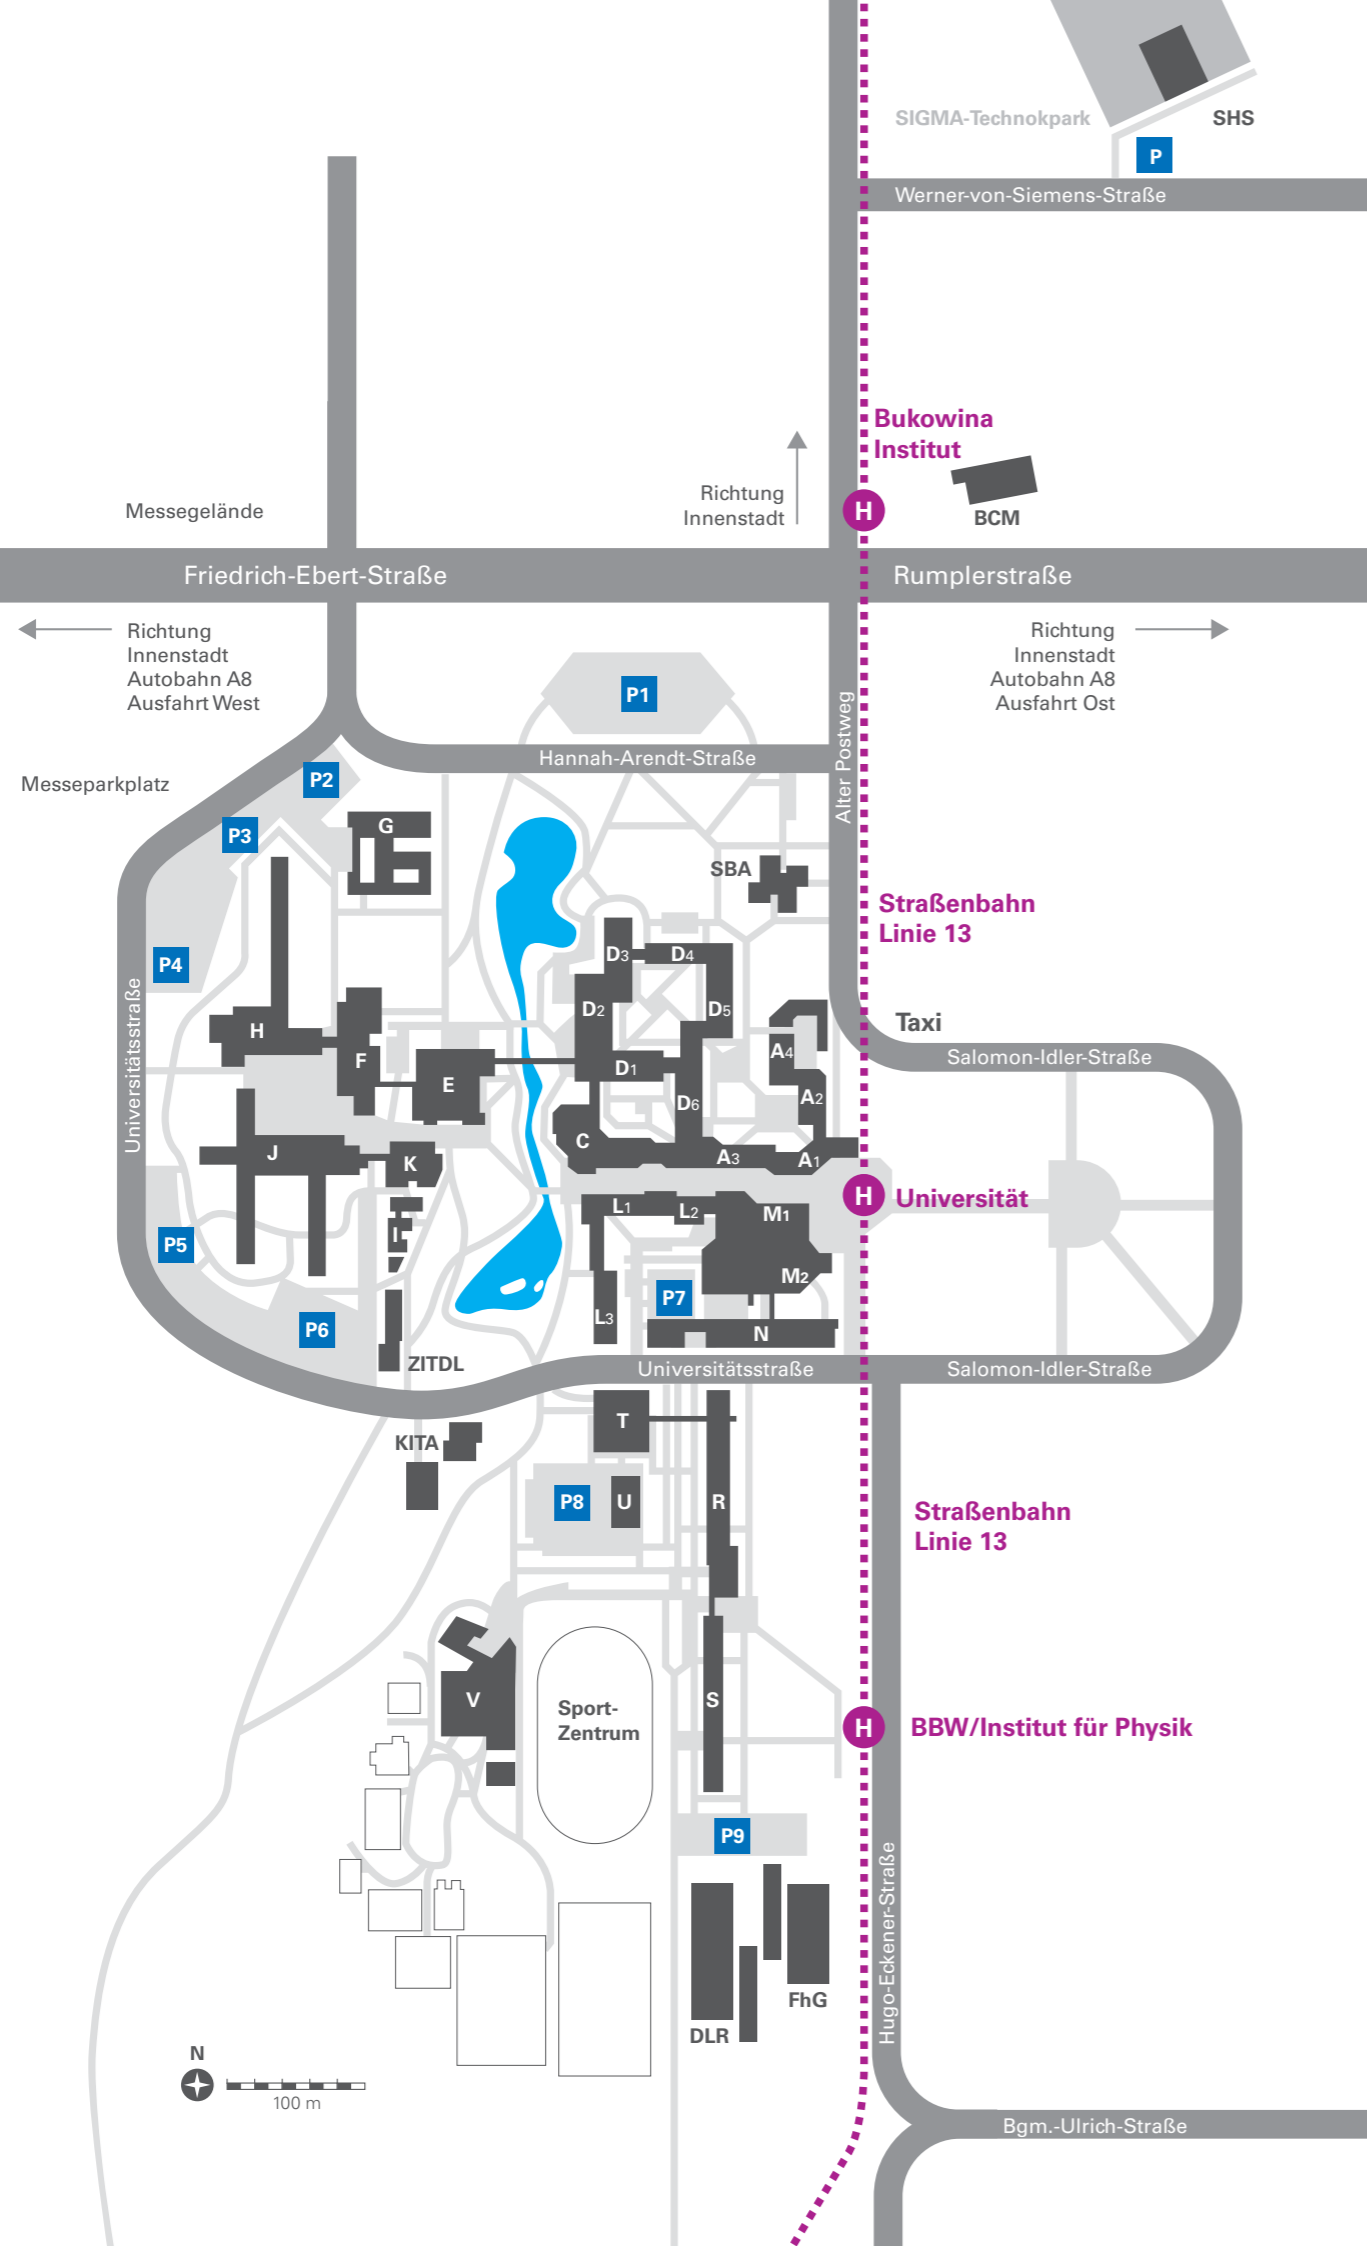 SIGMA-Technokpark
SHS
P
Werner-von-Siemens-Straße
Bukowina
Institut
Richtung
Innenstadt
H
BCM
Messegelände
Friedrich-Ebert-Straße
Rumplerstraße
Richtung
Innenstadt
Autobahn A8
Ausfahrt West
Richtung
Innenstadt
Autobahn A8
Ausfahrt Ost
P1
Alter Postweg
Hannah-Arendt-Straße
Messeparkplatz
P2
P3
G
SBA
Straßenbahn
Linie 13
P4
D3
D4
D2
D5
Taxi
Universitätsstraße
H
F
E
D1
A4
Salomon-Idler-Straße
A2
D6
J
K
C
A3
A1
H
Universität
L1
L2
M1
I
P5
M2
P7
P6
L3
N
ZITDL
Universitätsstraße
Salomon-Idler-Straße
T
KITA
P8
U
R
Straßenbahn
Linie 13
V
Sport-
Zentrum
S
H
BBW/Institut für Physik
P9
Hugo-Eckener-Straße
FhG
DLR
N
100 m
Bgm.-Ulrich-Straße